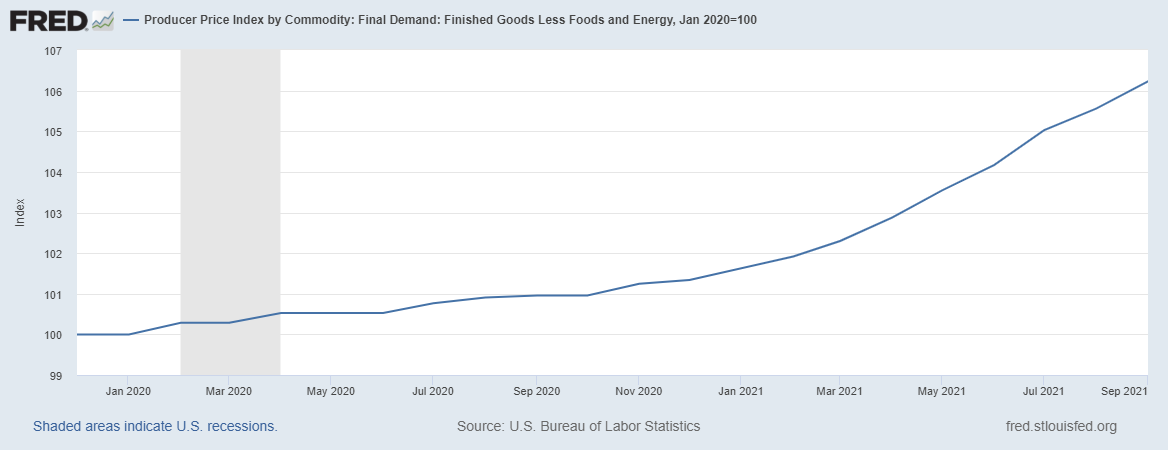 FRED
Producer Price Index by Commodity: Final Demand: Finished Goods Less Foods and Energy, Jan 2020=100
107
106
105
104
103
102
101
100
99
Index
Jan 2020
Mar 2020
May 2020
Jul 2020
Sep 2020
Nov 2020
Jan 2021
Mar 2021
May 2021
Jul 2021
Sep 2021
Shaded areas indicate U.S. recessions.
Source: U.S. Bureau of Labor Statistics
fred.stlouisfed.org